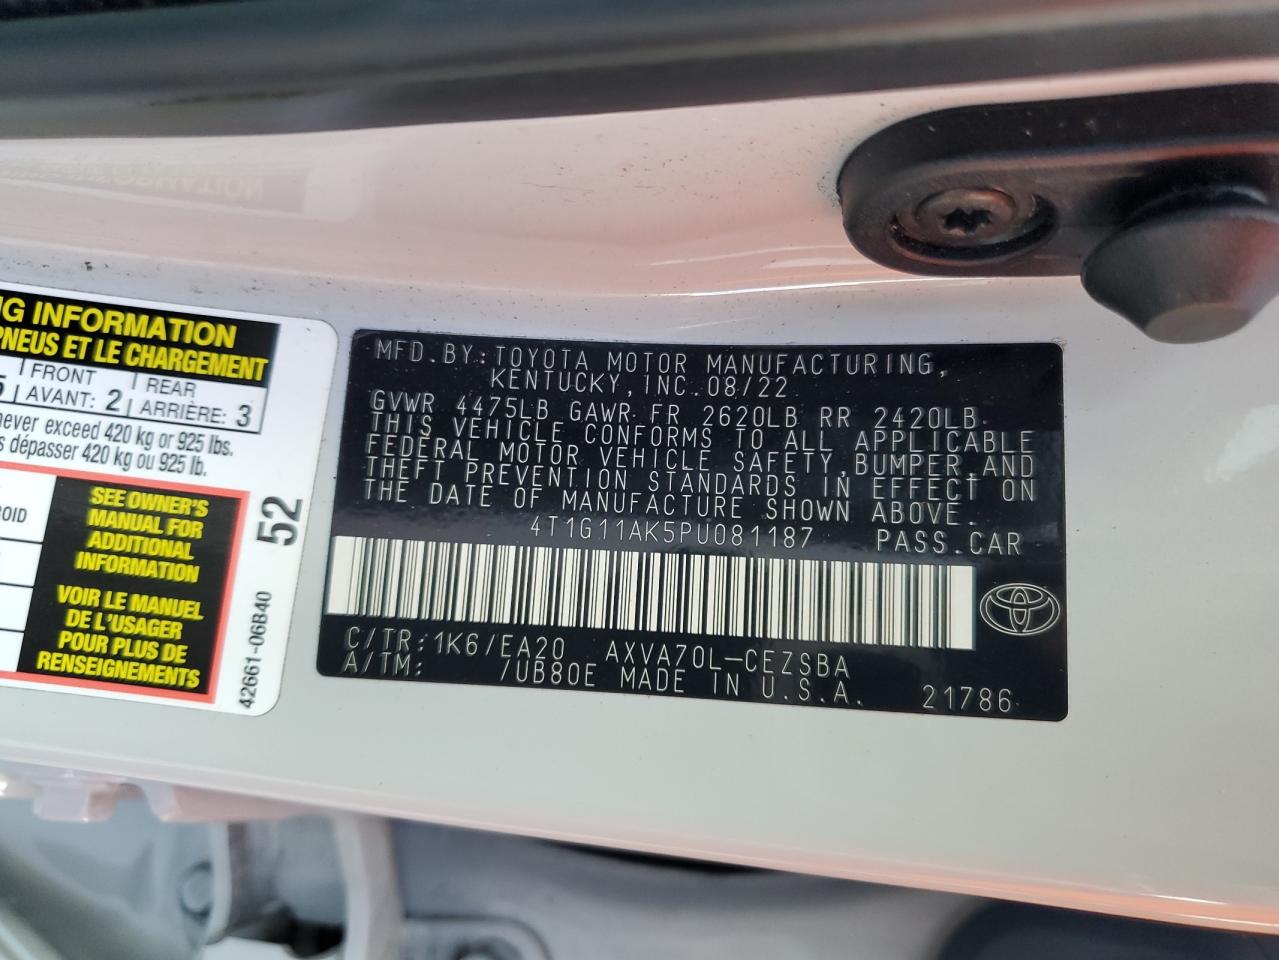 NG INFORMATION
PNEUS ET LE CHARGEMENT
5 FRONT AVANT: 2 REAR ARRIÈRE: 3
never exceed 420 kg or 925 lbs.
s dépasser 420 kg ou 925 lb.
SEE OWNER'S
MANUAL FOR
ADDITIONAL
INFORMATION
VOIR LE MANUEL
DE L'USAGER
POUR PLUS DE
RENSEIGNEMENTS
OID
52
42661-06B40
MFD.BY:TOYOTA MOTOR MANUFACTURING,
KENTUCKY, INC.08/22
GVWR 4475LB GAWR FR 2620LB RR 2420LB
THIS VEHICLE CONFORMS TO ALL APPLICABLE
FEDERAL MOTOR VEHICLE SAFETY, BUMPER, AND
THEFT PREVENTION STANDARDS IN EFFECT ON
THE DATE OF MANUFACTURE SHOWN ABOVE.
4T1G11AK5PU081187 PASS.CAR
C/TR:1K6/EA20 AXVA70L-CEZSBA
A/TM: /UB80E MADE IN U.S.A. 21786